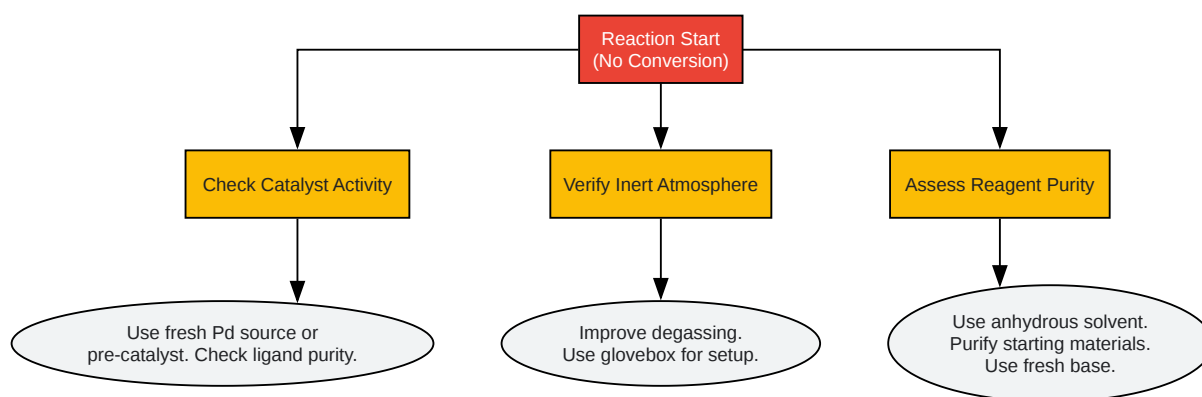 Reaction Start
(No Conversion)
Check Catalyst Activity
Verify Inert Atmosphere
Assess Reagent Purity
Use fresh Pd source or
pre-catalyst. Check ligand purity.
Improve degassing.
Use glovebox for setup.
Use anhydrous solvent.
Purify starting materials.
Use fresh base.